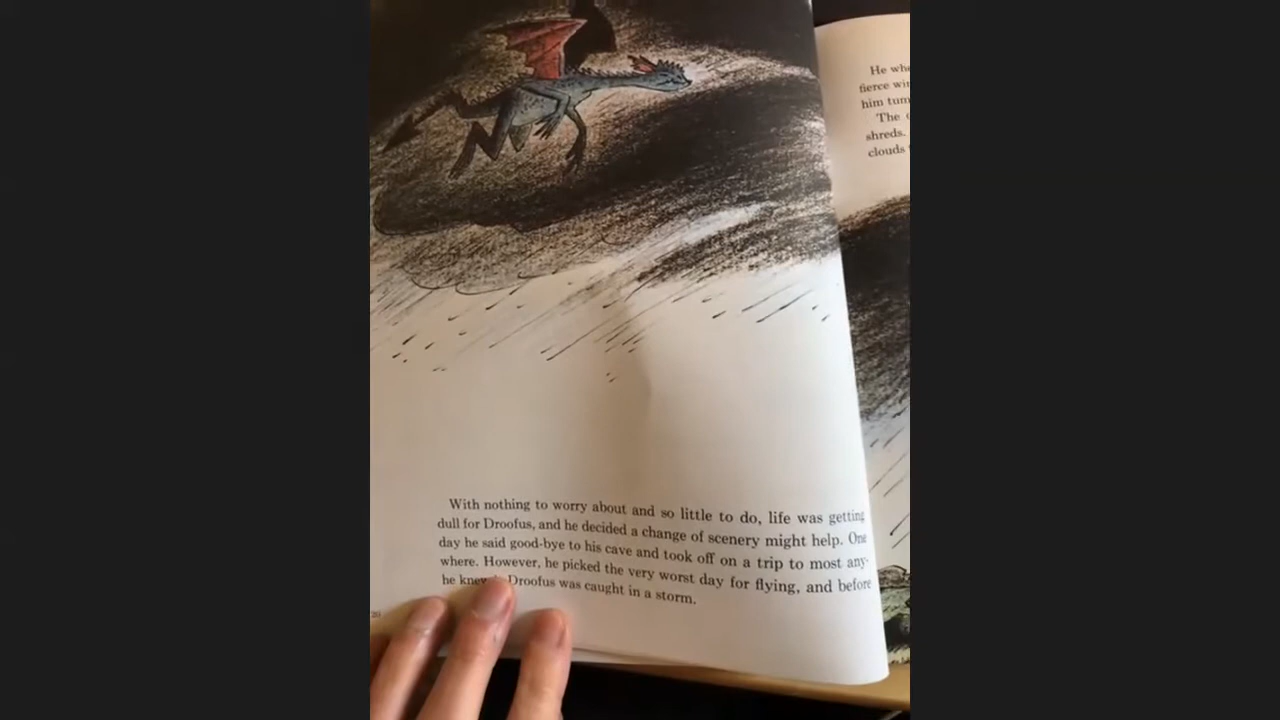 With nothing to worry about and so little to do, life was getting
dull for Droofus, and he decided a change of scenery might help. One
day he said good-bye to his cave and took off on a trip to most any-
where. However, he picked the very worst day for flying, and before
he knew Droofus was caught in a storm.
20
He
fierce
him
The
shreds.
clouds